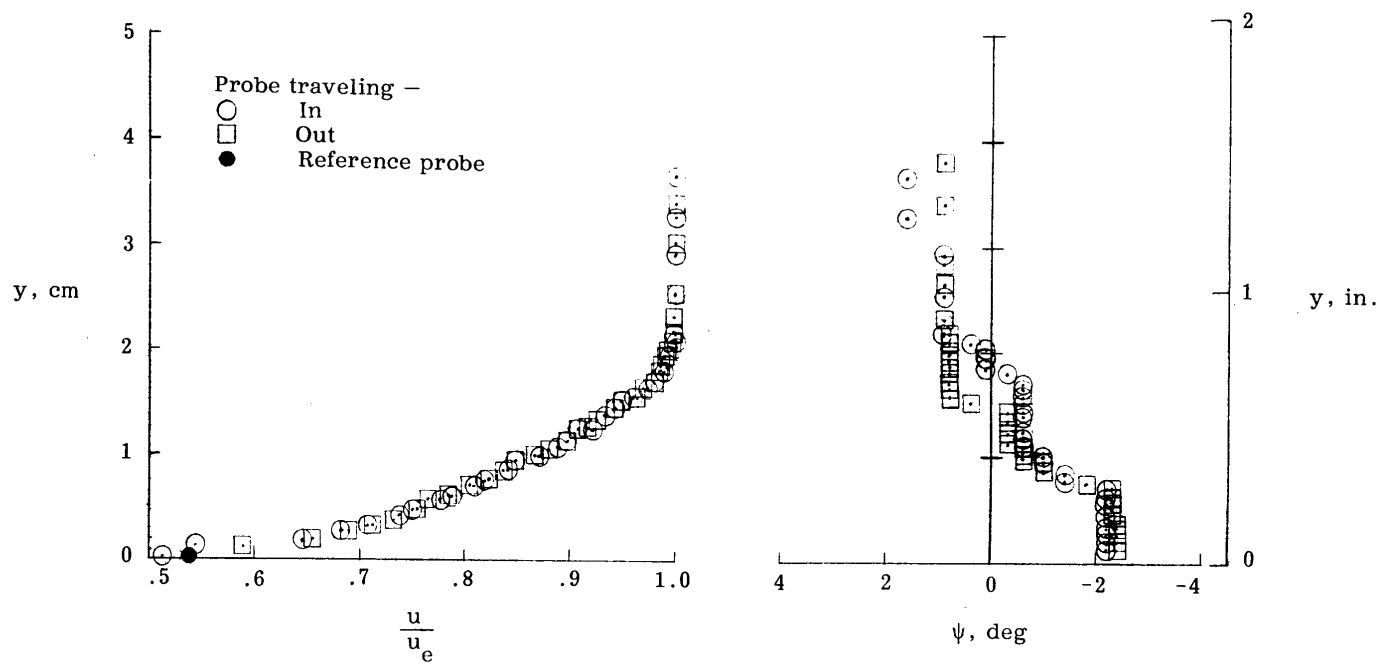 5
4
3
2
1
0
y, cm
Probe traveling –
In
Out
Reference probe
.5
.6
.7
.8
.9
1.0
u
u e
4
2
0
-2
-4
ψ, deg
2
1
0
y, in.